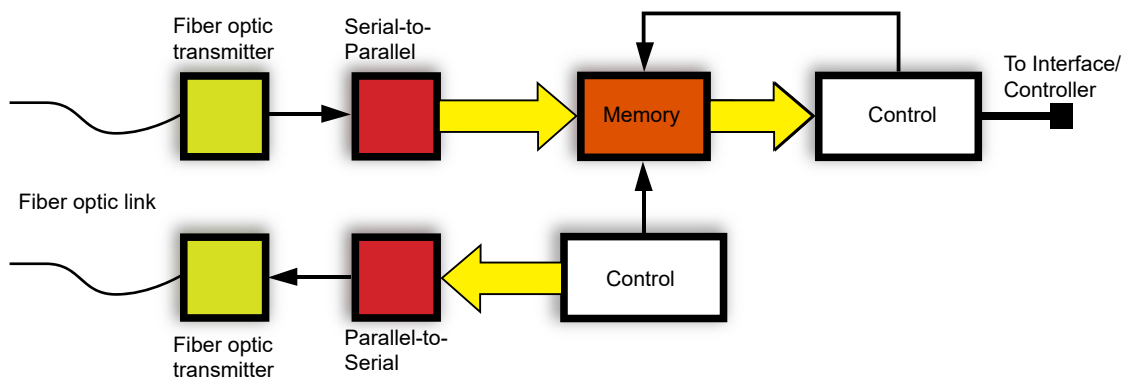 Fiber optic
transmitter
Serial-to-
Parallel
To Interface/
Controller
Memory
Control
Fiber optic link
Control
Fiber optic
transmitter
Parallel-to-
Serial